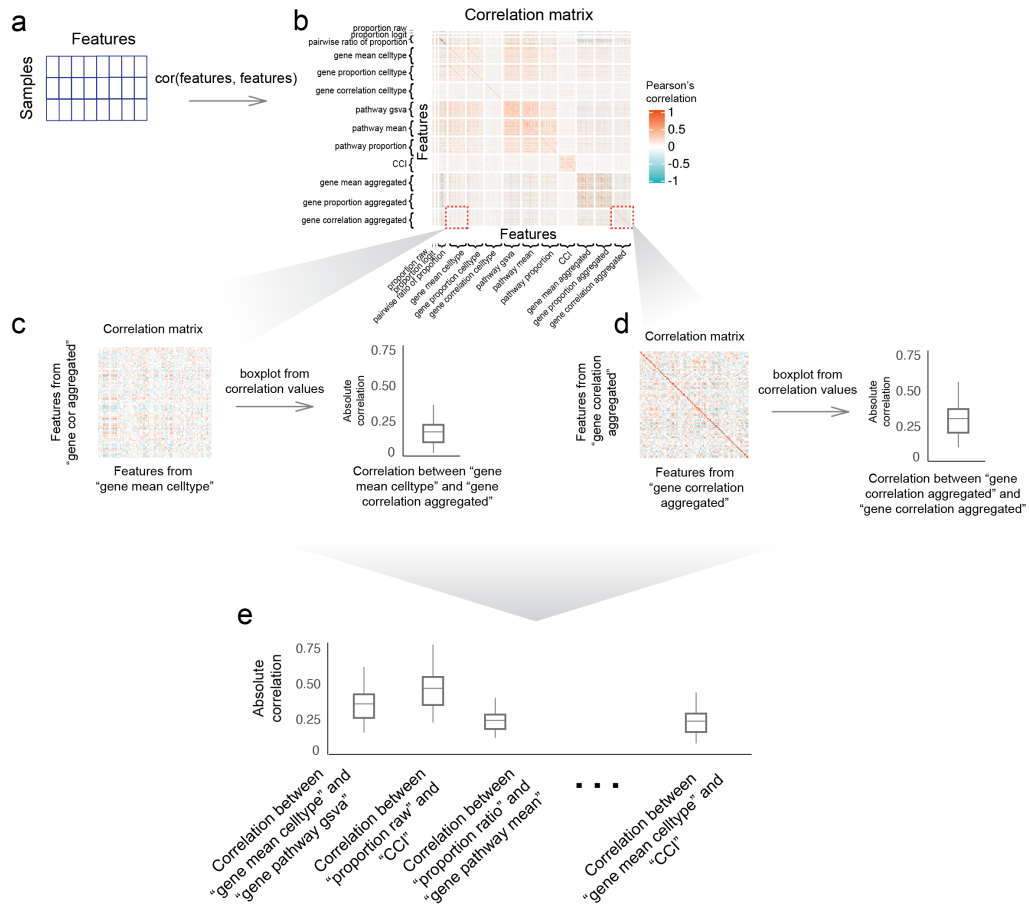 a
Features
Samples
cor(features, features)
b
Correlation matrix
proportion raw
proportion logit
pairwise ratio of proportion
gene mean celltype
gene proportion celltype
gene correlation celltype
pathway gsva
pathway mean
pathway proportion
CCI
gene mean aggregated
gene proportion aggregated
gene correlation aggregated
Features
Pearson's
correlation
1
0.5
0
-0.5
-1
Features
proportion raw
proportion logit
pairwise ratio of proportion
gene mean celltype
gene proportion celltype
gene correlation celltype
pathway gsva
pathway mean
pathway proportion
CCI
gene mean aggregated
gene proportion aggregated
gene correlation aggregated
c
Correlation matrix
Features from
“gene cor aggregated”
Features from
“gene mean celltype”
boxplot from
correlation values
Absolute
correlation
0.75
0.50
0.25
0
Correlation between “gene
mean celltype” and “gene
correlation aggregated”
d
Correlation matrix
Features from
“gene corelation
aggregated”
Features from
“gene correlation
aggregated”
boxplot from
correlation values
Absolute
correlation
0.75
0.50
0.25
0
Correlation between “gene
correlation aggregated” and
“gene correlation aggregated”
e
Absolute
correlation
0.75
0.50
0.25
0
Correlation between
“gene mean celltype” and
“gene pathway gsva”
Correlation between
“proportion raw” and
“CCI”
Correlation between
“proportion ratio” and
“gene pathway mean”
...
Correlation between
“gene mean celltype” and
“CCI”